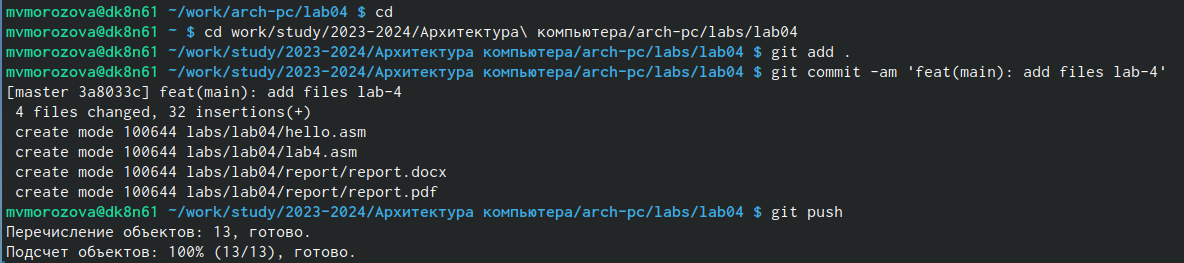 mvmorozova@dk8n61 ~/work/arch-pc/lab04 $ cd
mvmorozova@dk8n61 ~ $ cd work/study/2023-2024/Архитектура\ компьютера/arch-pc/labs/lab04
mvmorozova@dk8n61 ~/work/study/2023-2024/Архитектура компьютера/arch-pc/labs/lab04 $ git add .
mvmorozova@dk8n61 ~/work/study/2023-2024/Архитектура компьютера/arch-pc/labs/lab04 $ git commit -am 'feat(main): add files lab-4'
[master 3a8033c] feat(main): add files lab-4
 4 files changed, 32 insertions(+)
 create mode 100644 labs/lab04/hello.asm
 create mode 100644 labs/lab04/lab4.asm
 create mode 100644 labs/lab04/report/report.docx
 create mode 100644 labs/lab04/report/report.pdf
mvmorozova@dk8n61 ~/work/study/2023-2024/Архитектура компьютера/arch-pc/labs/lab04 $ git push
Перечисление объектов: 13, готово.
Подсчет объектов: 100% (13/13), готово.